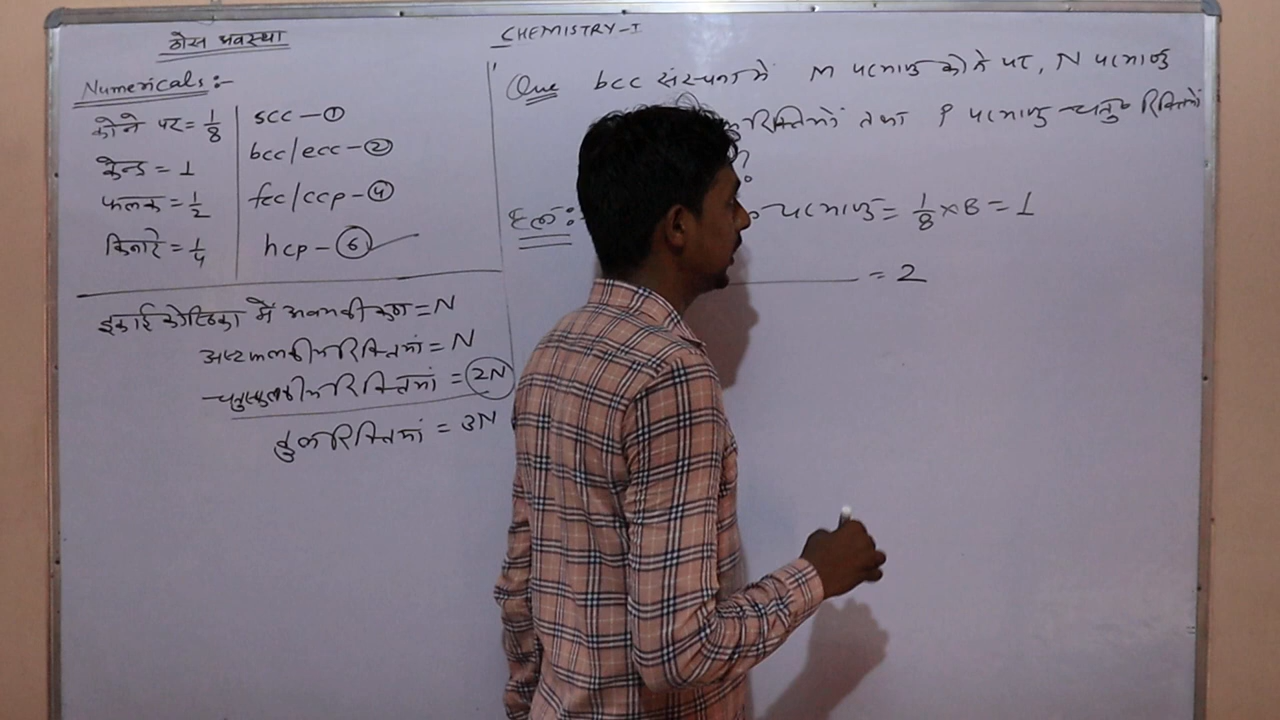 ठोस अवस्था
Numericals:-
कोने पर = 1/8
केन्द्र = 1
फलक = 1/2
किनारे = 1/4
scc - ①
bcc/ecc - ②
fcc/ccp - ④
hcp - ⑥
इकाई कोष्ठिका में अवयवी कण = N
अष्टफलकीय रिक्तियां = N
चतुष्फलकीय रिक्तियां = 2N
कुल रिक्तियां = 3N
CHEMISTRY-I
Que bcc संरचना में M परमाणु कोने पर, N परमाणु
रिक्तियों तथा P परमाणु चतुष् रिक्तियों
?
हल:- परमाणु = 1/8 × 8 = 1
= 2